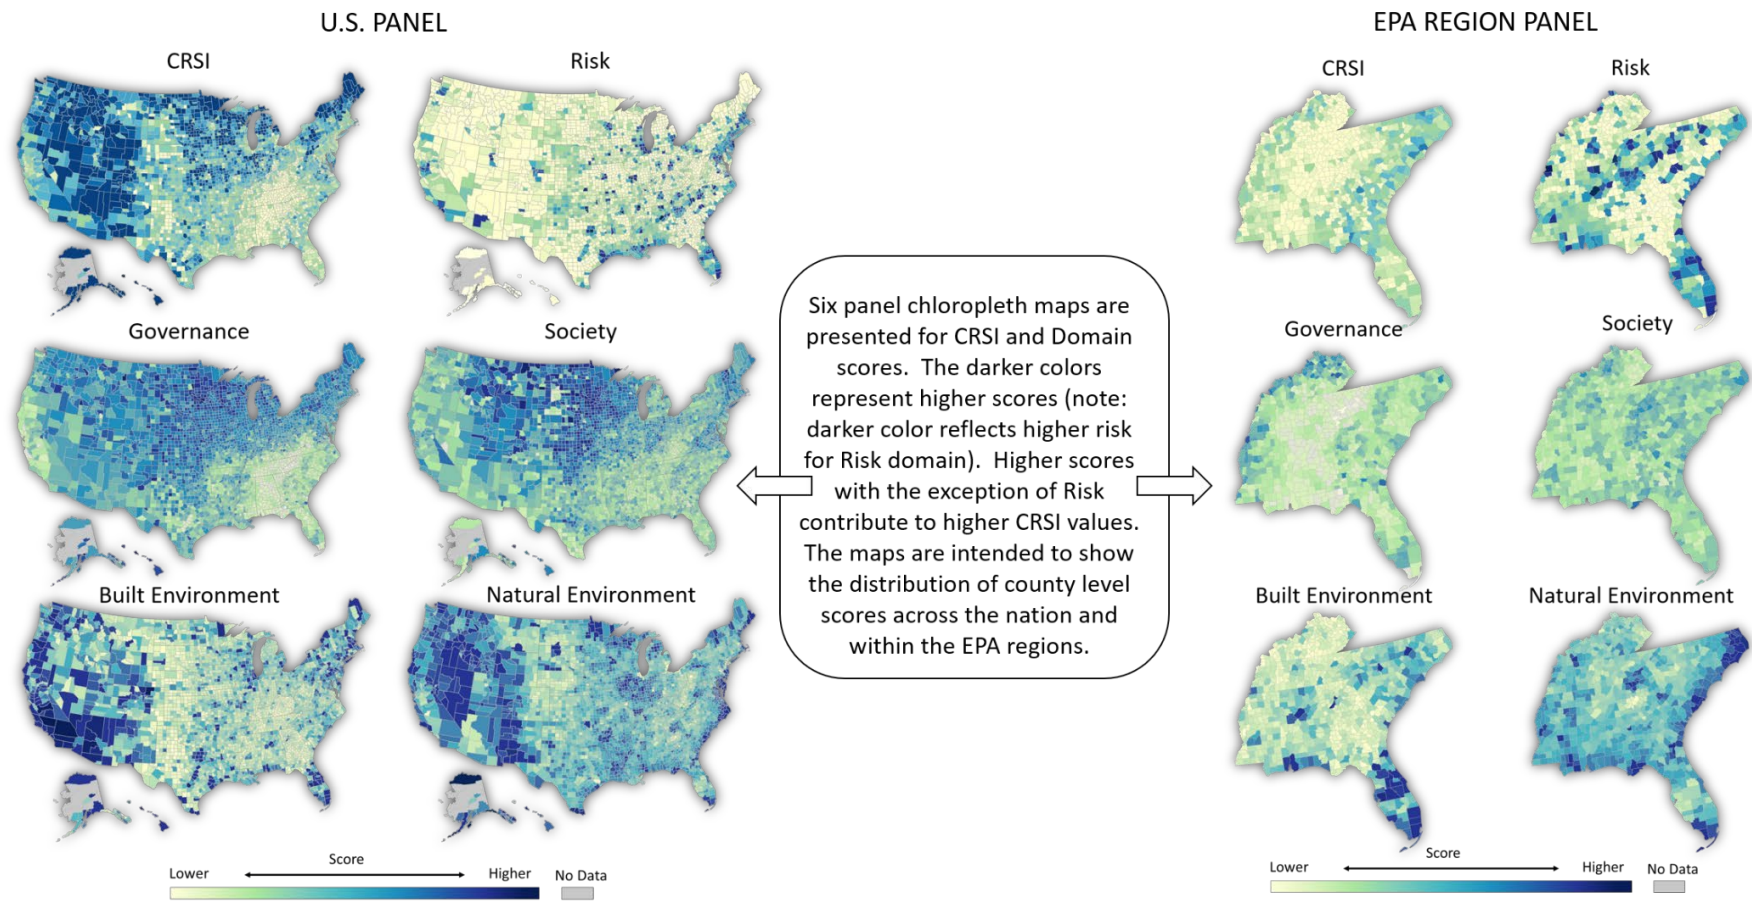 U.S. PANEL
EPA REGION PANEL
CRSI
Risk
Governance
Society
Built Environment
Natural Environment
Lower
Score
Higher
No Data
Six panel chloropleth maps are
presented for CRSI and Domain
scores. The darker colors
represent higher scores (note:
darker color reflects higher risk
for Risk domain). Higher scores
with the exception of Risk
contribute to higher CRSI values.
The maps are intended to show
the distribution of county level
scores across the nation and
within the EPA regions.
CRSI
Risk
Governance
Society
Built Environment
Natural Environment
Lower
Score
Higher
No Data